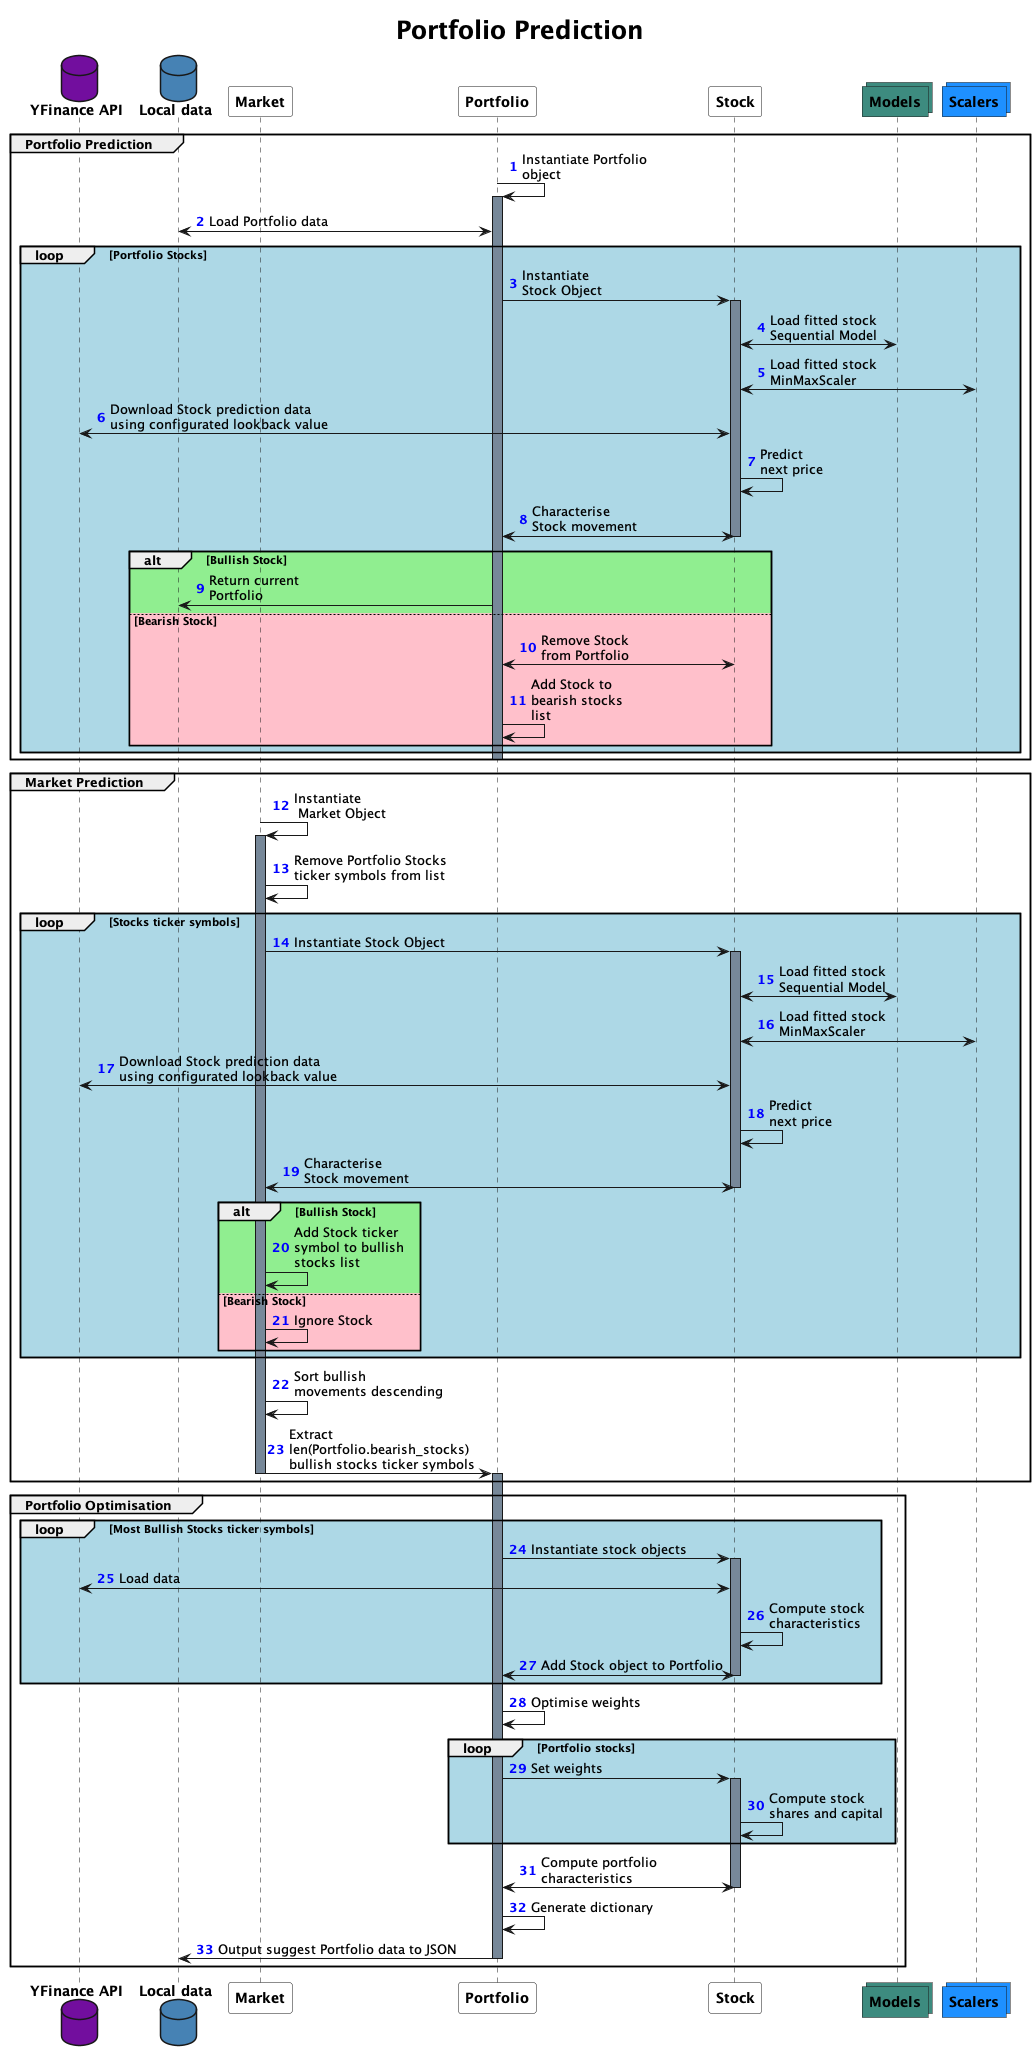 Portfolio Prediction
YFinance API
Local data
Market
Portfolio
Stock
Models
Scalers
Portfolio Prediction
1 Instantiate Portfolio
object
2 Load Portfolio data
loop [Portfolio Stocks]
3 Instantiate
Stock Object
4 Load fitted stock
Sequential Model
5 Load fitted stock
MinMaxScaler
6 Download Stock prediction data
using configurated lookback value
7 Predict
next price
8 Characterise
Stock movement
alt [Bullish Stock]
9 Return current
Portfolio
[Bearish Stock]
10 Remove Stock
from Portfolio
11 Add Stock to
bearish stocks
list
Market Prediction
12 Instantiate
Market Object
13 Remove Portfolio Stocks
ticker symbols from list
loop [Stocks ticker symbols]
14 Instantiate Stock Object
15 Load fitted stock
Sequential Model
16 Load fitted stock
MinMaxScaler
17 Download Stock prediction data
using configurated lookback value
18 Predict
next price
19 Characterise
Stock movement
alt [Bullish Stock]
20 Add Stock ticker
symbol to bullish
stocks list
[Bearish Stock]
21 Ignore Stock
22 Sort bullish
movements descending
23 Extract
len(Portfolio.bearish_stocks)
bullish stocks ticker symbols
Portfolio Optimisation
loop [Most Bullish Stocks ticker symbols]
24 Instantiate stock objects
25 Load data
26 Compute stock
characteristics
27 Add Stock object to Portfolio
28 Optimise weights
loop [Portfolio stocks]
29 Set weights
30 Compute stock
shares and capital
31 Compute portfolio
characteristics
32 Generate dictionary
33 Output suggest Portfolio data to JSON
YFinance API
Local data
Market
Portfolio
Stock
Models
Scalers